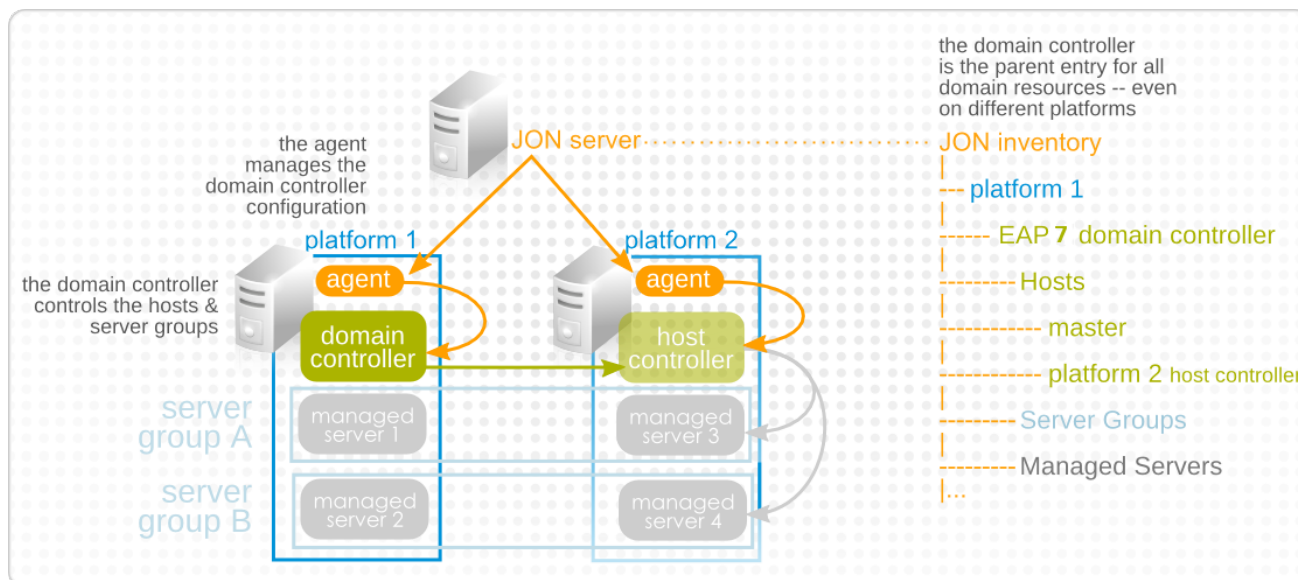 the domain controller
is the parent entry for all
domain resources -- even
on different platforms
JON server
JON inventory
the agent
manages the
domain controller
configuration
platform 1
platform 1
platform 2
EAP 7 domain controller
agent
agent
the domain controller
controls the hosts &
server groups
Hosts
domain
controller
host
controller
master
platform 2 host controller
server
group A
managed
server 1
managed
server 3
Server Groups
Managed Servers
server
group B
managed
server 2
managed
server 4
...